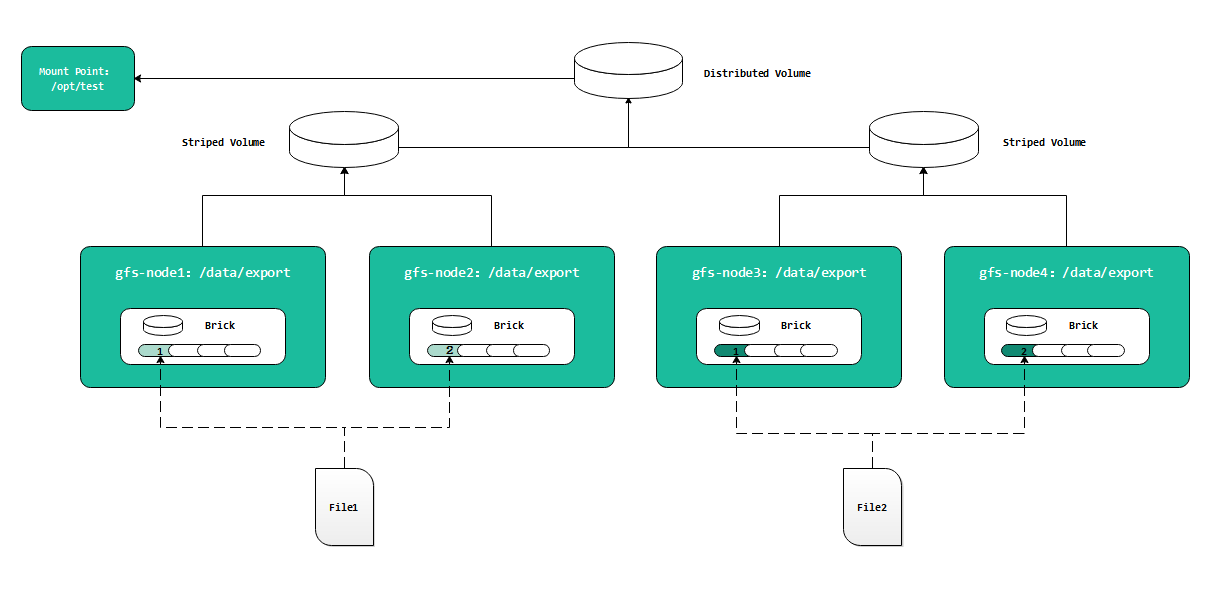 Mount Point:
/opt/test
Distributed Volume
Striped Volume
Striped Volume
gfs-node1: /data/export
gfs-node2: /data/export
gfs-node3: /data/export
gfs-node4: /data/export
Brick
Brick
Brick
Brick
1
2
1
2
File1
File2